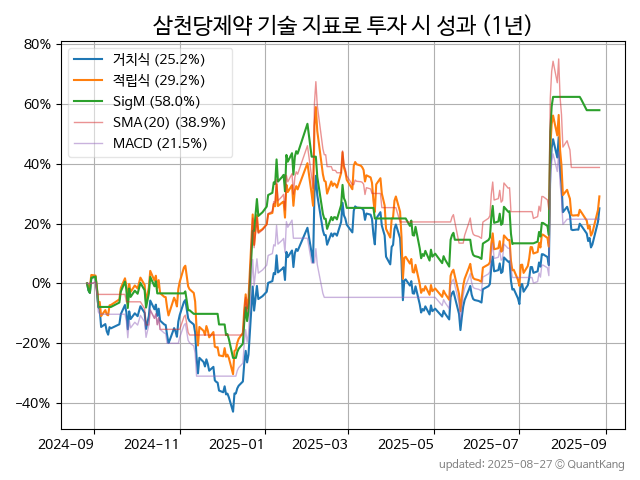 삼천당제약 기술 지표로 투자 시 성과 (1년)
거치식 (25.2%)
적립식 (29.2%)
SigM (58.0%)
SMA(20) (38.9%)
MACD (21.5%)
80%
60%
40%
20%
0%
−20%
−40%
2024-09 2024-11 2025-01 2025-03 2025-05 2025-07 2025-09
updated: 2025-08-27 © QuantKang